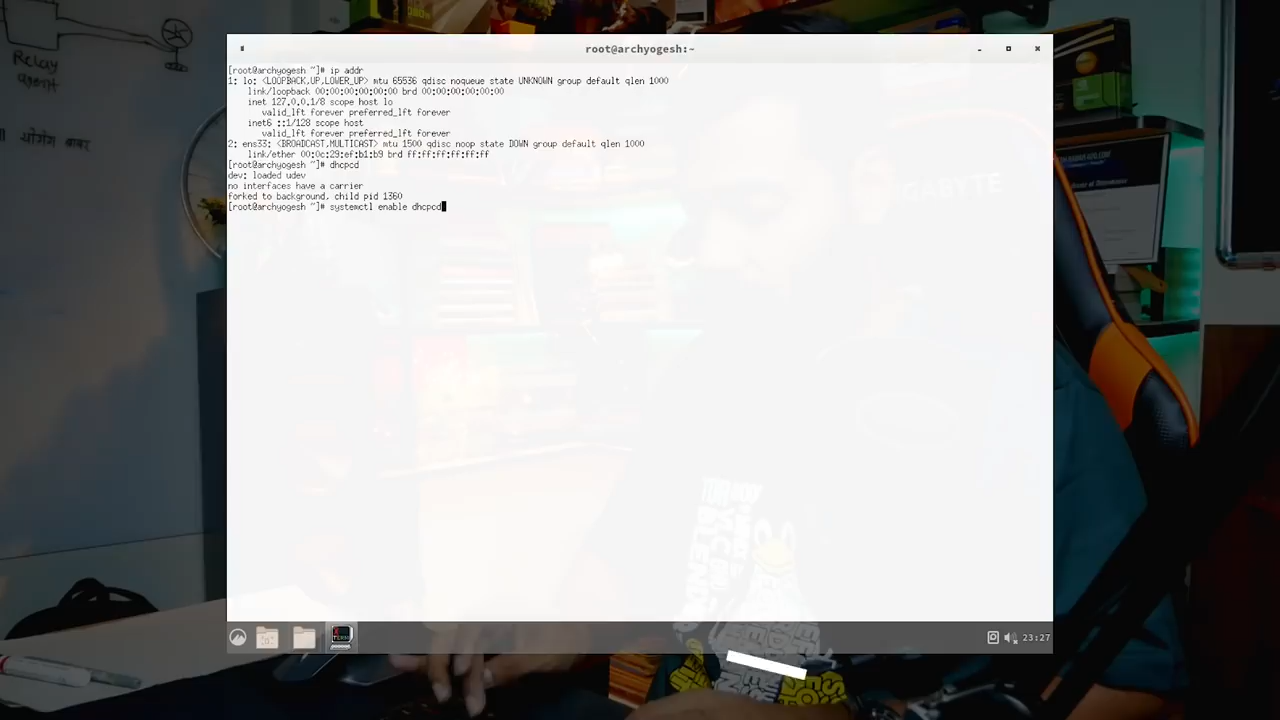 root@archyogesh:~
[root@archyogesh ~]# ip addr
1: lo: <LOOPBACK,UP,LOWER_UP> mtu 65536 qdisc noqueue state UNKNOWN group default qlen 1000
link/loopback 00:00:00:00:00:00 brd 00:00:00:00:00:00
inet 127.0.0.1/8 scope host lo
valid_lft forever preferred_lft forever
inet6 ::1/128 scope host
valid_lft forever preferred_lft forever
2: ens33: <BROADCAST,MULTICAST> mtu 1500 qdisc noop state DOWN group default qlen 1000
link/ether 00:0c:29:ef:b1:b9 brd ff:ff:ff:ff:ff:ff
[root@archyogesh ~]# dhcpcd
dev: loaded udev
no interfaces have a carrier
forked to background, child pid 1360
[root@archyogesh ~]# systemctl enable dhcpcd
23:27
Relay
agent